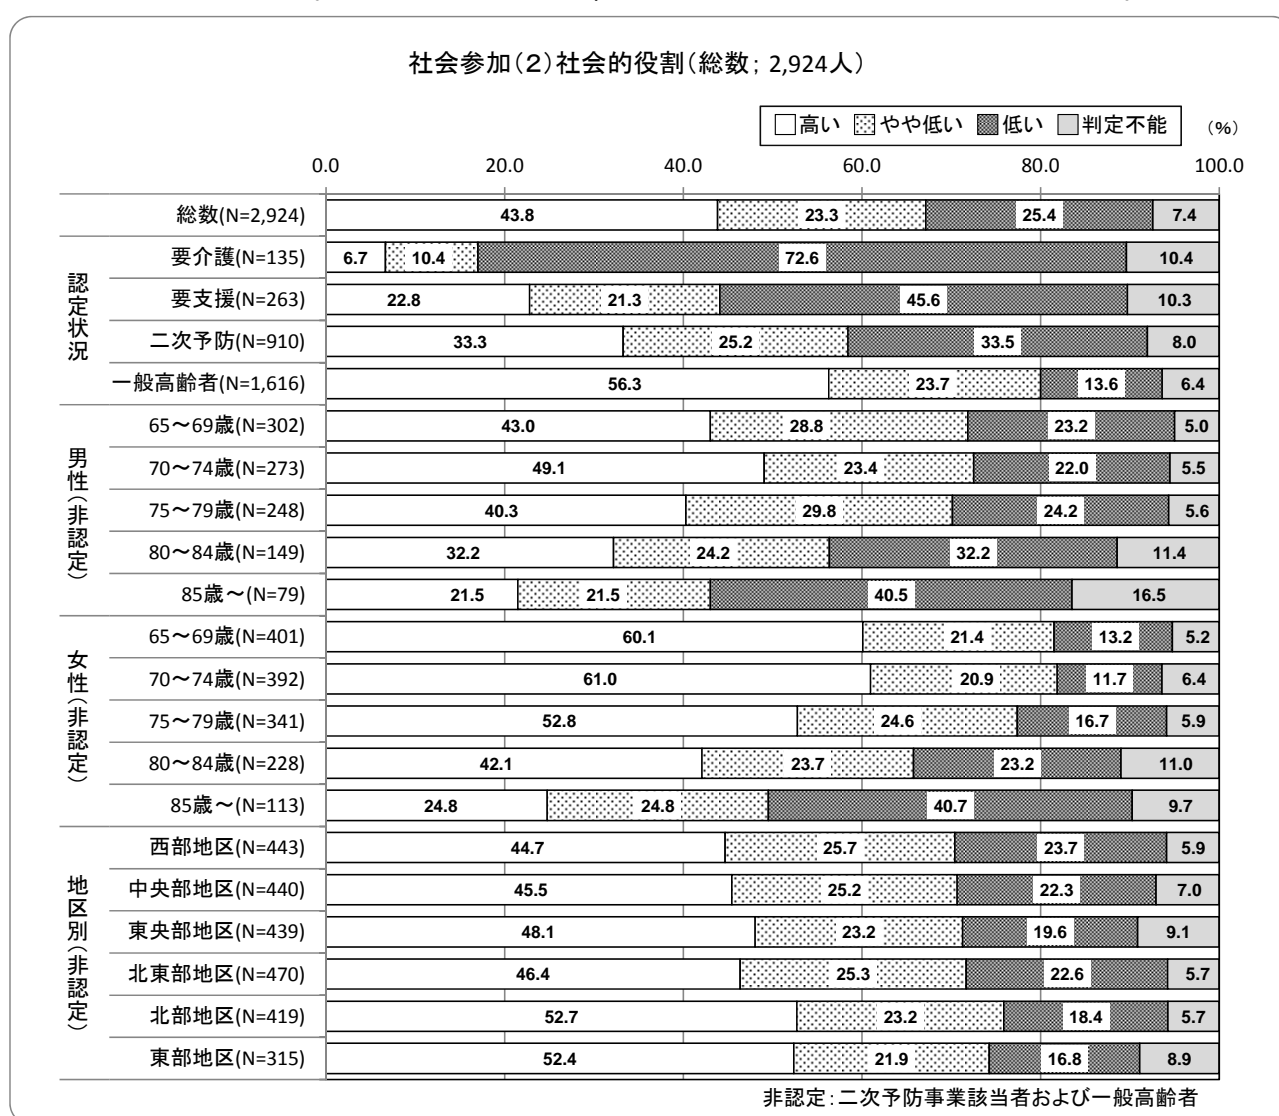 社会参加（２）社会的役割（総数；2,924人）
高い やや低い 低い 判定不能 （%）
0.0 20.0 40.0 60.0 80.0 100.0
総数(N=2,924) 43.8 23.3 25.4 7.4
認定状況
要介護(N=135) 6.7 10.4 72.6 10.4
要支援(N=263) 22.8 21.3 45.6 10.3
二次予防(N=910) 33.3 25.2 33.5 8.0
一般高齢者(N=1,616) 56.3 23.7 13.6 6.4
男性（非認定）
65～69歳(N=302) 43.0 28.8 23.2 5.0
70～74歳(N=273) 49.1 23.4 22.0 5.5
75～79歳(N=248) 40.3 29.8 24.2 5.6
80～84歳(N=149) 32.2 24.2 32.2 11.4
85歳～(N=79) 21.5 21.5 40.5 16.5
女性（非認定）
65～69歳(N=401) 60.1 21.4 13.2 5.2
70～74歳(N=392) 61.0 20.9 11.7 6.4
75～79歳(N=341) 52.8 24.6 16.7 5.9
80～84歳(N=228) 42.1 23.7 23.2 11.0
85歳～(N=113) 24.8 24.8 40.7 9.7
地区別（非認定）
西部地区(N=443) 44.7 25.7 23.7 5.9
中央部地区(N=440) 45.5 25.2 22.3 7.0
東央部地区(N=439) 48.1 23.2 19.6 9.1
北東部地区(N=470) 46.4 25.3 22.6 5.7
北部地区(N=419) 52.7 23.2 18.4 5.7
東部地区(N=315) 52.4 21.9 16.8 8.9
非認定：二次予防事業該当者および一般高齢者